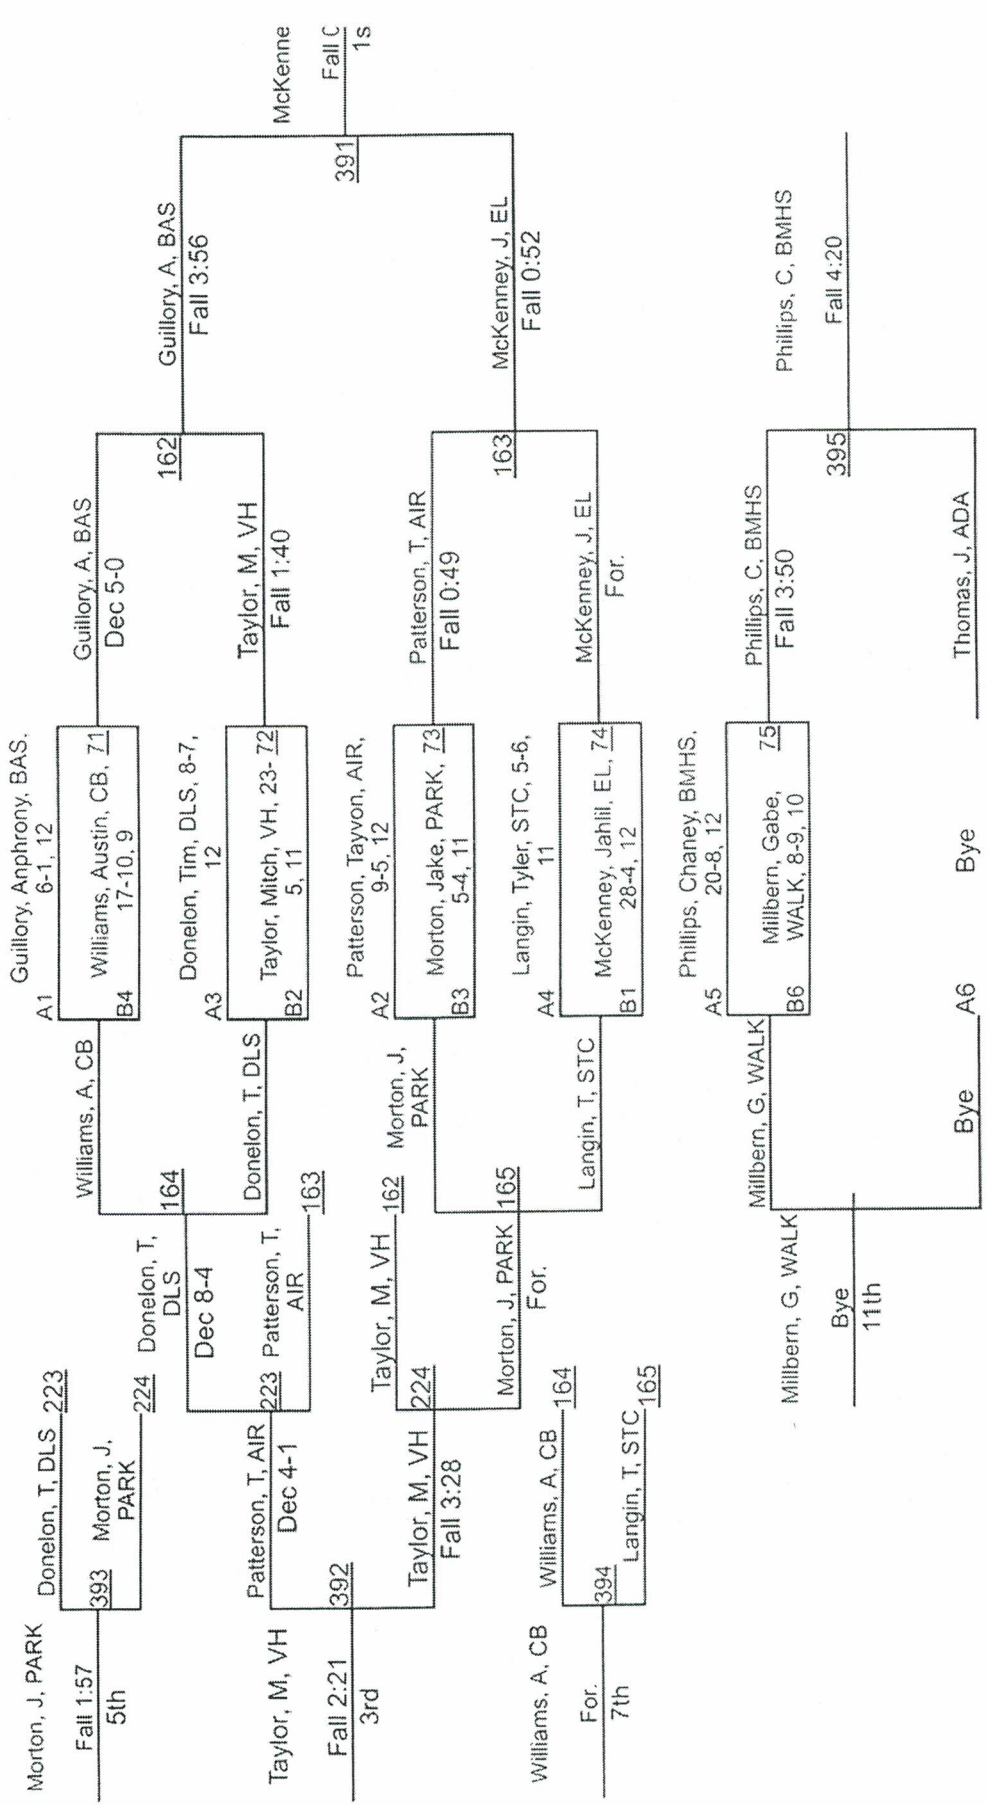 Morton, J, PARK
Fall 1:57
5th
Donelon, T, DLS 223
393
Morton, J,
PARK
224
Taylor, M, VH
Fall 2:21
3rd
392
Patterson, T, AIR
Dec 4-1
223
Taylor, M, VH
Fall 3:28
224
Donelon, T,
DLS
Dec 8-4
Patterson, T,
AIR
163
164
Taylor, M, VH 162
Morton, J, PARK
For.
165
Williams, A, CB
For.
7th
Williams, A, CB 164
394
Langin, T, STC 165
Williams, A, CB
Donelon, T, DLS
Morton, J,
PARK
Langin, T, STC
A1
Guillory, Anphrony, BAS,
6-1, 12
Williams, Austin, CB, 71
B4
17-10, 9
A3
Donelon, Tim, DLS, 8-7,
12
Taylor, Mitch, VH, 23- 72
B2
5, 11
A2
Patterson, Tayvon, AIR,
9-5, 12
Morton, Jake, PARK, 73
B3
5-4, 11
A4
Langin, Tyler, STC, 5-6,
11
McKenney, Jahlil, EL, 74
B1
28-4, 12
Guillory, A, BAS
Dec 5-0
162
Taylor, M, VH
Fall 1:40
Patterson, T, AIR
Fall 0:49
163
McKenney, J, EL
For.
Guillory, A, BAS
Fall 3:56
391
McKenney, J, EL
Fall 0:52
McKenne
Fall
1s
Millbern, G, WALK
Bye
11th
Millbern, G, WALK
Bye
A5
Phillips, Chaney, BMHS,
20-8, 12
Millbern, Gabe, 75
B6
WALK, 8-9, 10
A6
Bye
Phillips, C, BMHS
Fall 3:50
395
Thomas, J, ADA
Phillips, C, BMHS
Fall 4:20